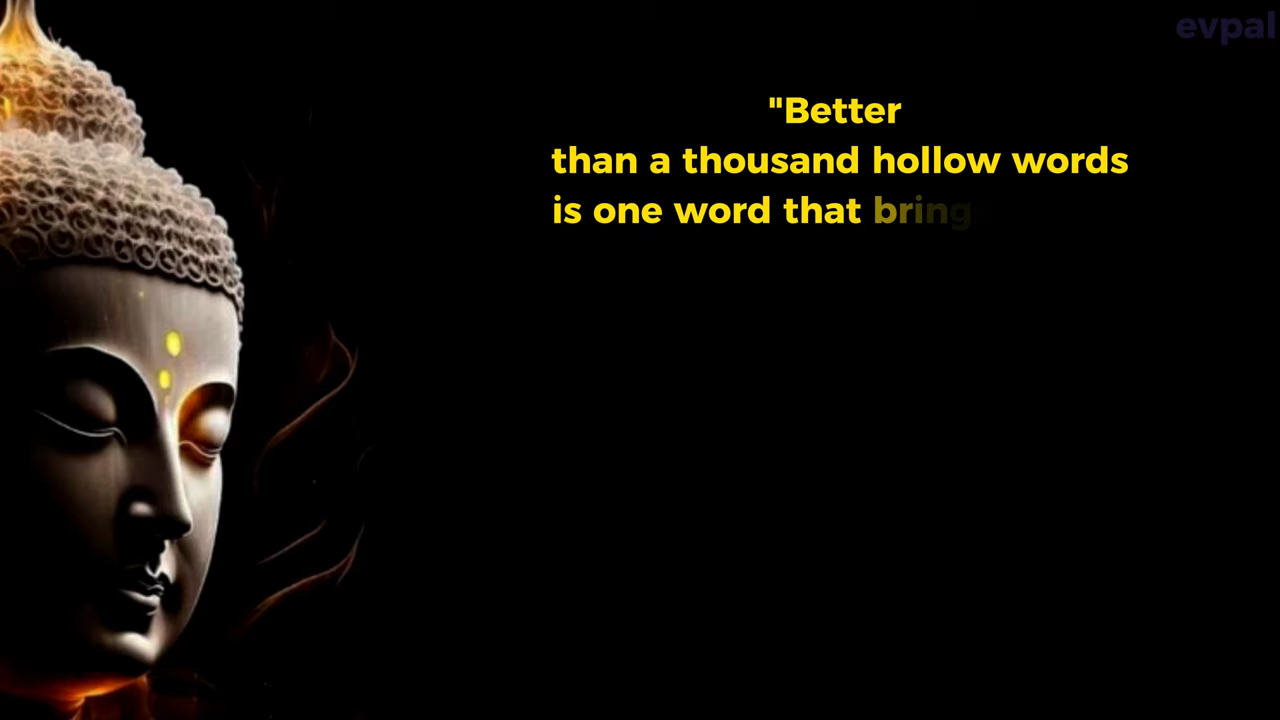 evpal
"Better
than a thousand hollow words
is one word that bring